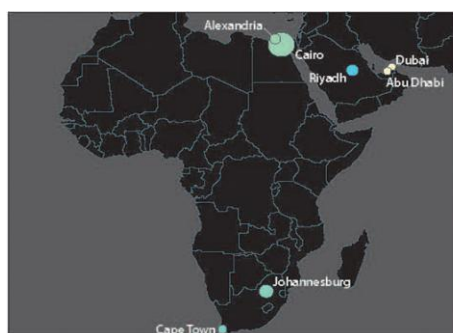 Alexandria
Cairo
Dubai
Riyadh
Abu Dhabi
Johannesburg
Cape Town